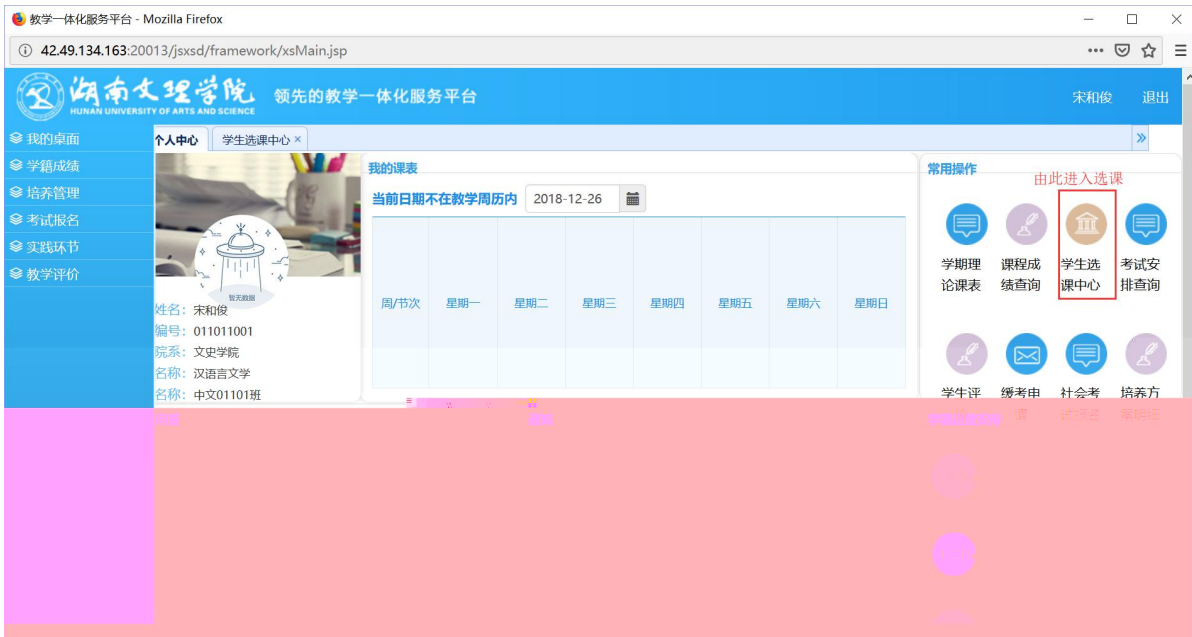 教学一体化服务平台 - Mozilla Firefox
42.49.134.163:20013/jsxsd/framework/xsMain.jsp
湖南文理学院
HUNAN UNIVERSITY OF ARTS AND SCIENCE
领先的教学一体化服务平台
宋和俊 退出
我的桌面
学籍成绩
培养管理
考试报名
实践环节
教学评价
个人中心 学生选课中心 ×
暂无数据
姓名：宋和俊
编号：011011001
院系：文史学院
名称：汉语言文学
名称：中文01101班
我的课表
当前日期不在教学周历内 2018-12-26
周/节次 星期一 星期二 星期三 星期四 星期五 星期六 星期日
常用操作
由此进入选课
学期理论课表
课程成绩查询
学生选课中心
考试安排查询
学生评
缓考申
社会考
培养方